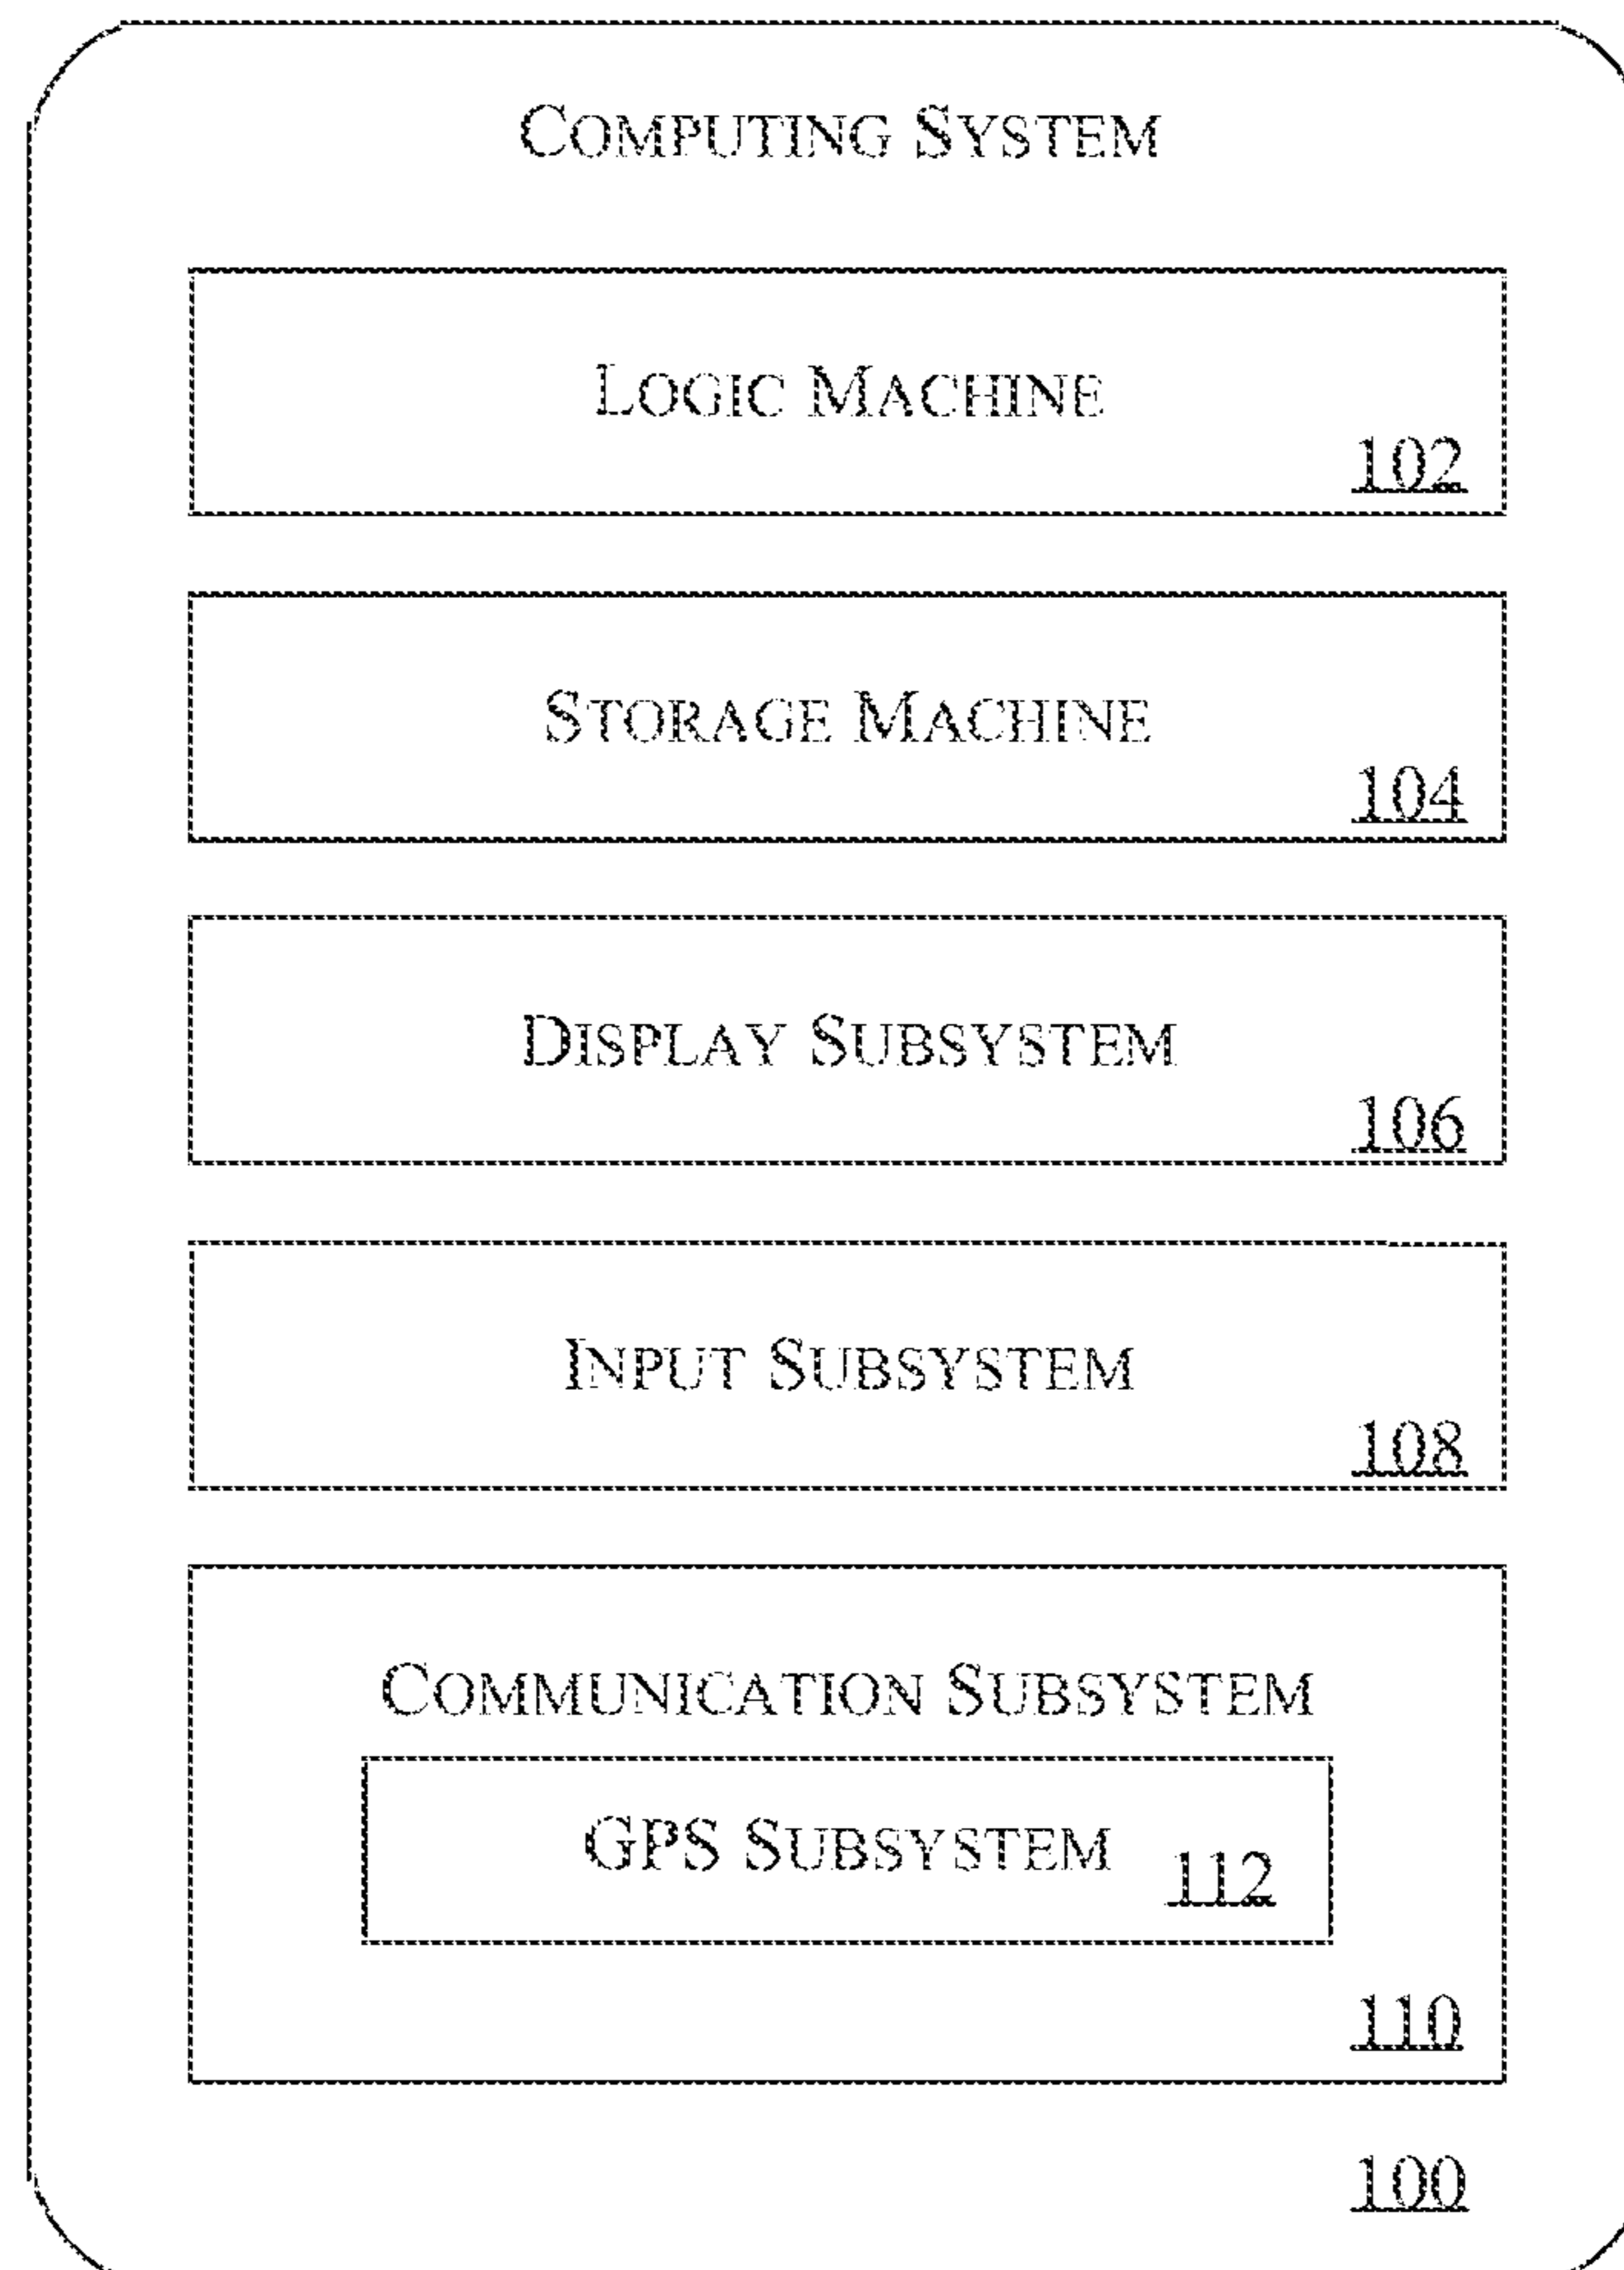 COMPUTING SYSTEM
LOGIC MACHINE
102
STORAGE MACHINE
104
DISPLAY SUBSYSTEM
106
INPUT SUBSYSTEM
108
COMMUNICATION SUBSYSTEM
GPS SUBSYSTEM 112
110
100